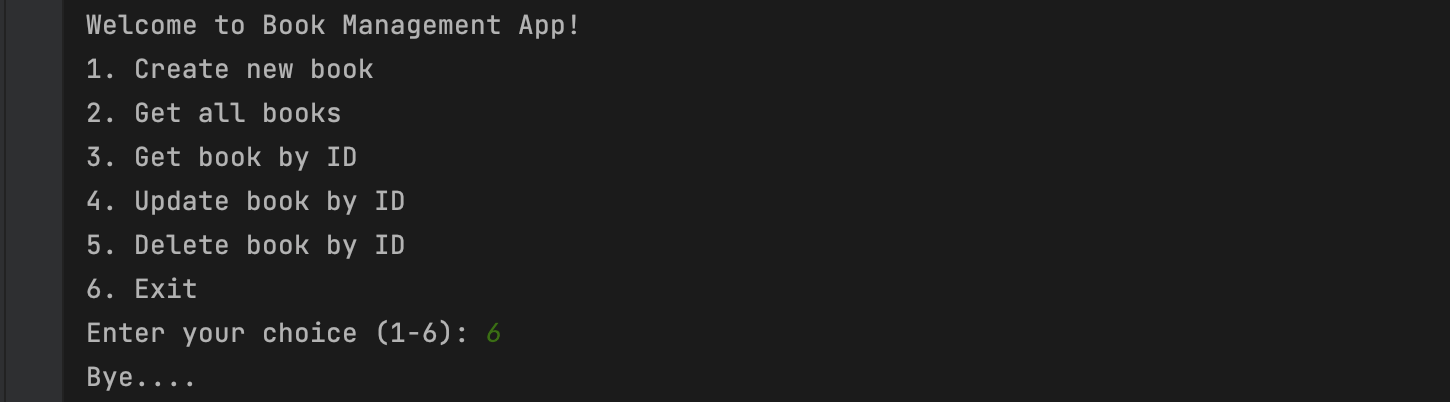 Welcome to Book Management App!
1. Create new book
2. Get all books
3. Get book by ID
4. Update book by ID
5. Delete book by ID
6. Exit
Enter your choice (1-6): 6
Bye....